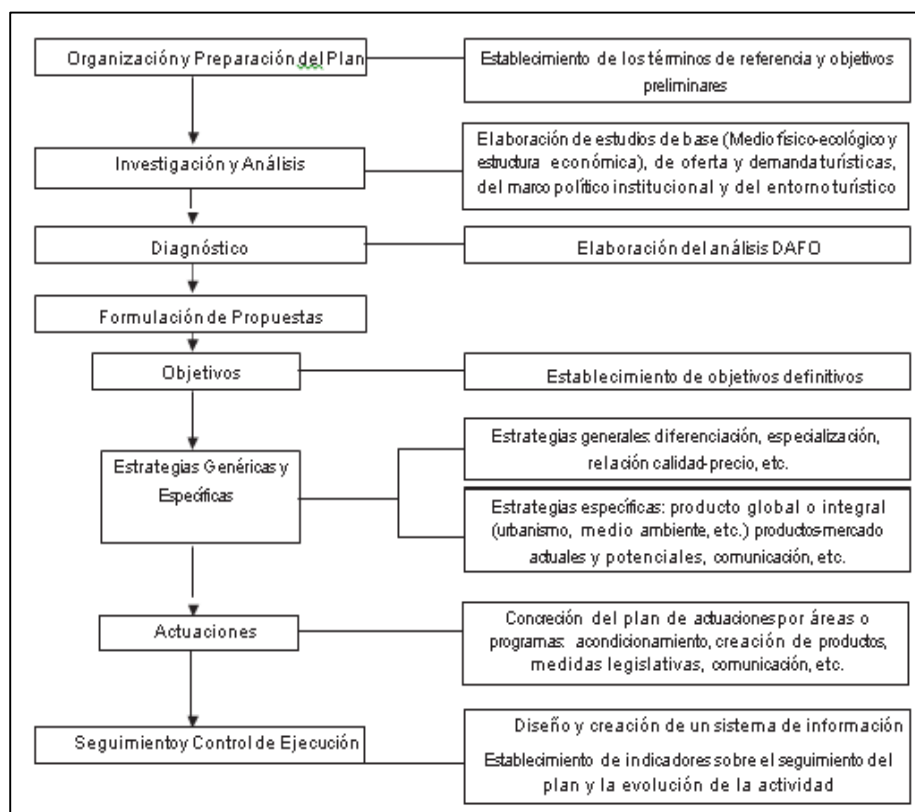 Organización y Preparación del Plan
Establecimiento de los términos de referencia y objetivos
preliminares
Investigación y Análisis
Elaboración de estudios de base (Medio físico-ecológico y
estructura económica), de oferta y demanda turísticas,
del marco político institucional y del entorno turístico
Diagnóstico
Elaboración del análisis DAFO
Formulación de Propuestas
Objetivos
Establecimiento de objetivos definitivos
Estrategias Genéricas y
Específicas
Estrategias generales: diferenciación, especialización,
relación calidad-precio, etc.
Estrategias específicas: producto global o integral
(urbanismo, medio ambiente, etc.) productos-mercado
actuales y potenciales, comunicación, etc.
Actuaciones
Concreción del plan de actuaciones por áreas o
programas: acondicionamiento, creación de productos,
medidas legislativas, comunicación, etc.
Seguimiento y Control de Ejecución
Diseño y creación de un sistema de información
Establecimiento de indicadores sobre el seguimiento del
plan y la evolución de la actividad